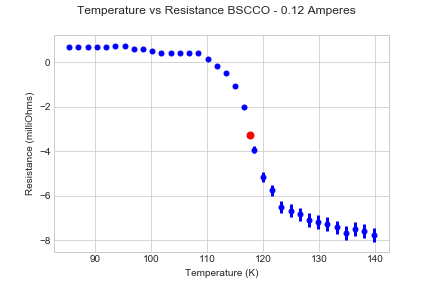 Temperature vs Resistance BSCCO - 0.12 Amperes
0
−2
−4
−6
−8
Resistance (milliOhms)
90 100 110 120 130 140
Temperature (K)